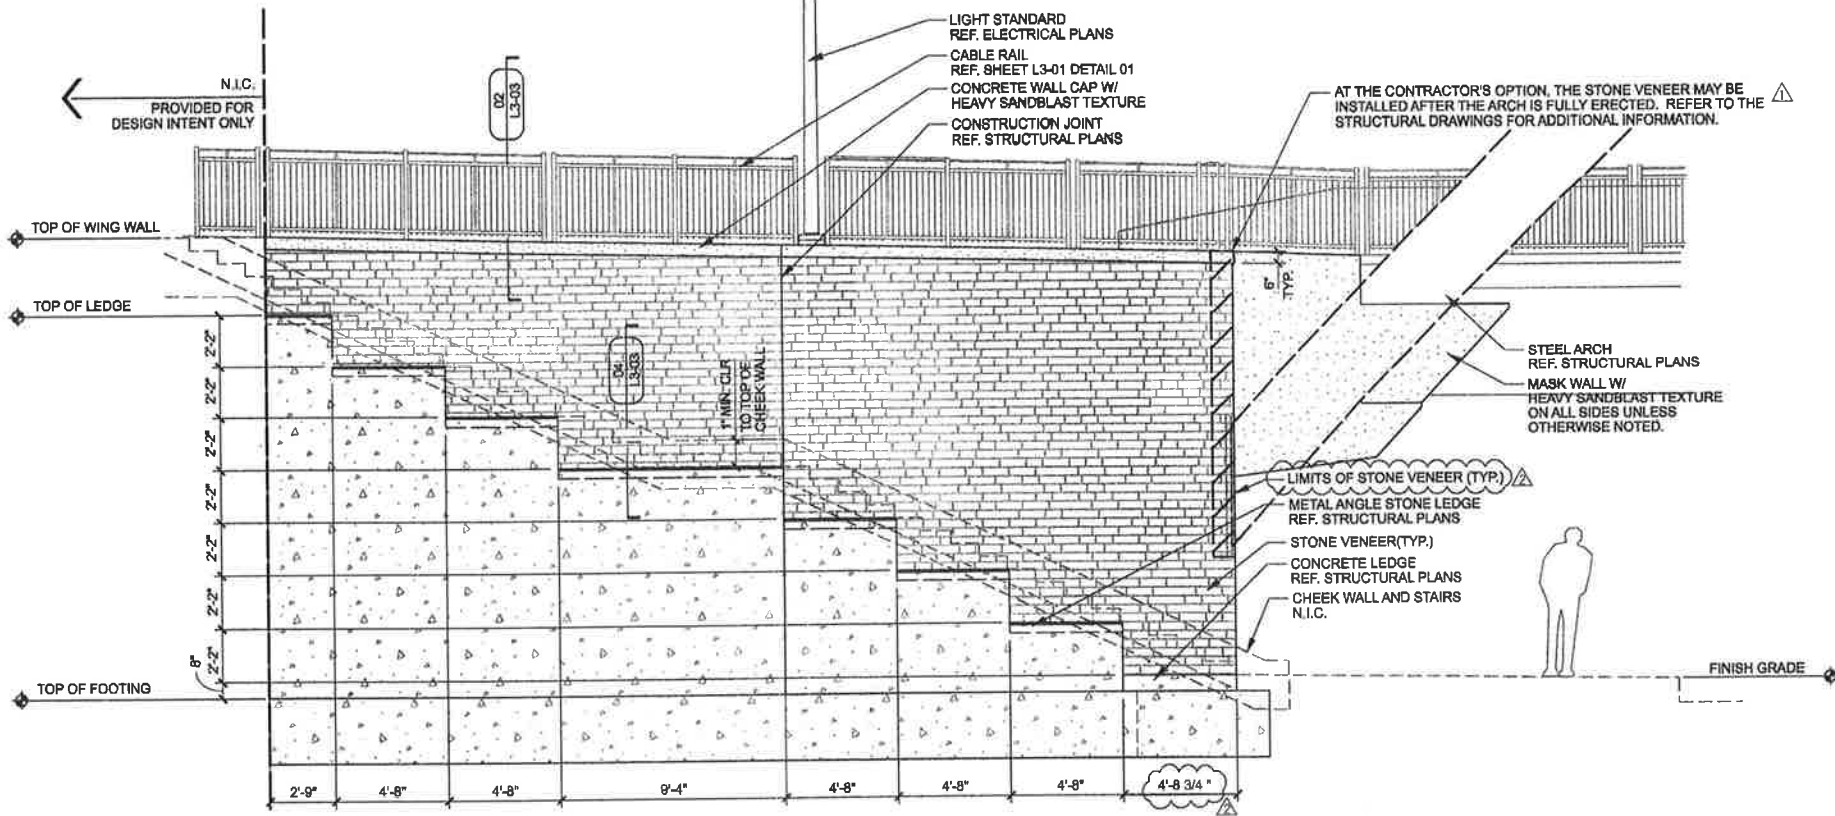 LIGHT STANDARD
REF. ELECTRICAL PLANS
CABLE RAIL
REF. SHEET L3-01 DETAIL 01
CONCRETE WALL CAP W/
HEAVY SANDBLAST TEXTURE
CONSTRUCTION JOINT
REF. STRUCTURAL PLANS
N.I.C.
PROVIDED FOR
DESIGN INTENT ONLY
02
L3-03
AT THE CONTRACTOR'S OPTION, THE STONE VENEER MAY BE
INSTALLED AFTER THE ARCH IS FULLY ERECTED. REFER TO THE
STRUCTURAL DRAWINGS FOR ADDITIONAL INFORMATION.
1
TOP OF WING WALL
TOP OF LEDGE
6"
TYP.
04
L3-03
1" MIN. CLR
TO TOP OF
CHEEK WALL
STEEL ARCH
REF. STRUCTURAL PLANS
MASK WALL W/
HEAVY SANDBLAST TEXTURE
ON ALL SIDES UNLESS
OTHERWISE NOTED.
LIMITS OF STONE VENEER (TYP.)
2
METAL ANGLE STONE LEDGE
REF. STRUCTURAL PLANS
STONE VENEER(TYP.)
CONCRETE LEDGE
REF. STRUCTURAL PLANS
CHEEK WALL AND STAIRS
N.I.C.
2'-2"
2'-2"
2'-2"
2'-2"
2'-2"
2'-2"
2'-2"
8"
TOP OF FOOTING
FINISH GRADE
2'-9"
4'-8"
4'-8"
9'-4"
4'-8"
4'-8"
4'-8"
4'-8 3/4 "
2